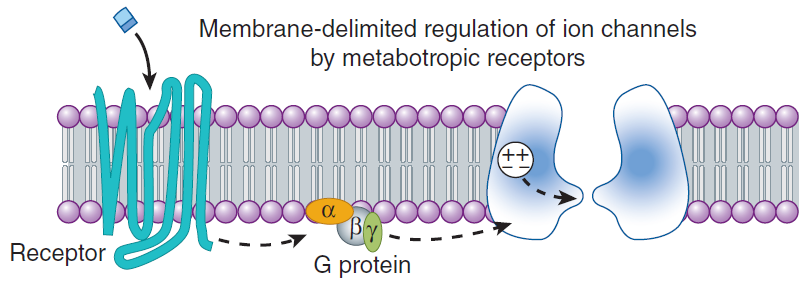 Membrane-delimited regulation of ion channels
by metabotropic receptors
++
− −
α
β
γ
Receptor
G protein